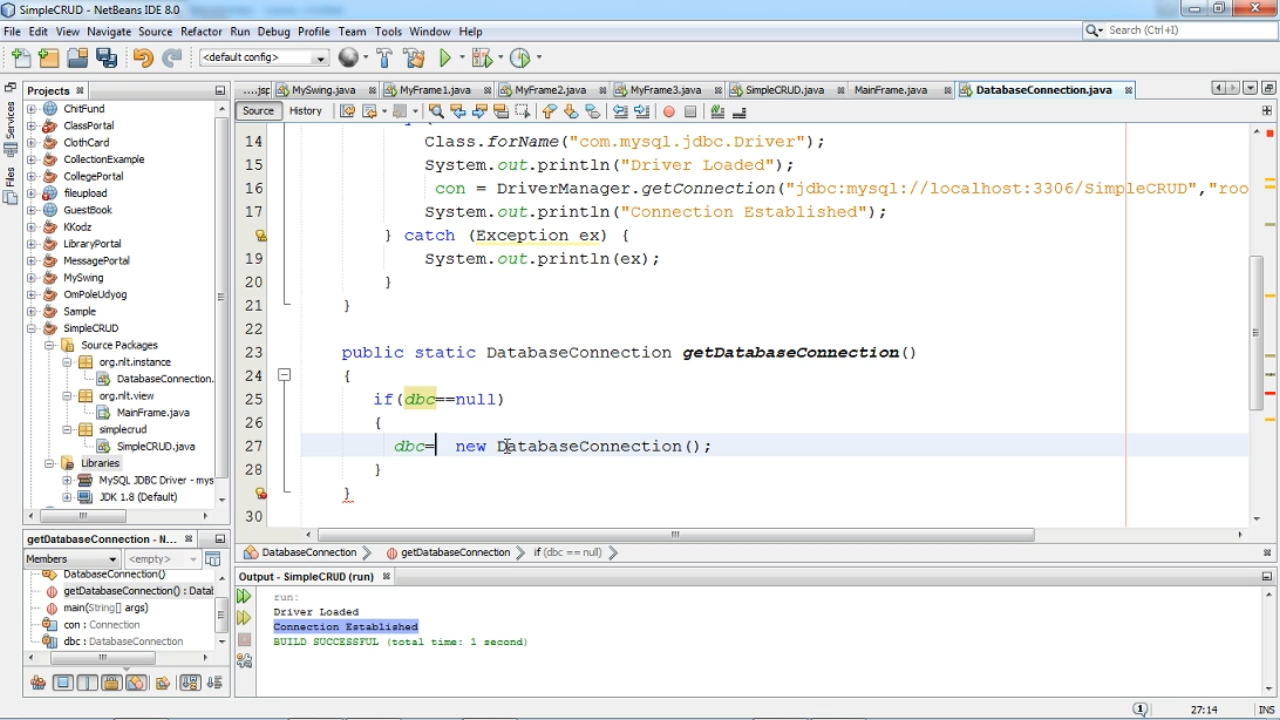 SimpleCRUD - NetBeans IDE 8.0
File Edit View Navigate Source Refactor Run Debug Profile Team Tools Window Help
Search (Ctrl+I)
<default config>
Projects
...jsp MySwing.java MyFrame1.java MyFrame2.java MyFrame3.java SimpleCRUD.java MainFrame.java DatabaseConnection.java
Source History
Services
Files
ChitFund
ClassPortal
ClothCard
CollectionExample
CollegePortal
fileupload
GuestBook
KKodz
LibraryPortal
MessagePortal
MySwing
OmPoleUdyog
Sample
SimpleCRUD
Source Packages
org.nlt.instance
DatabaseConnection.
org.nlt.view
MainFrame.java
simplecrud
SimpleCRUD.java
Libraries
MySQL JDBC Driver - mys
JDK 1.8 (Default)
14 Class.forName("com.mysql.jdbc.Driver");
15 System.out.println("Driver Loaded");
16 con = DriverManager.getConnection("jdbc:mysql://localhost:3306/SimpleCRUD","roo
17 System.out.println("Connection Established");
} catch (Exception ex) {
19 System.out.println(ex);
20 }
21 }
22
23 public static DatabaseConnection getDatabaseConnection()
24 {
25 if(dbc==null)
26 {
27 dbc= new DatabaseConnection();
28 }
}
30
getDatabaseConnection - N...
Members <empty>
DatabaseConnection()
getDatabaseConnection() : Datal
main(String[] args)
con : Connection
dbc : DatabaseConnection
DatabaseConnection getDatabaseConnection if (dbc == null)
Output - SimpleCRUD (run)
run:
Driver Loaded
Connection Established
BUILD SUCCESSFUL (total time: 1 second)
1 27:14 INS